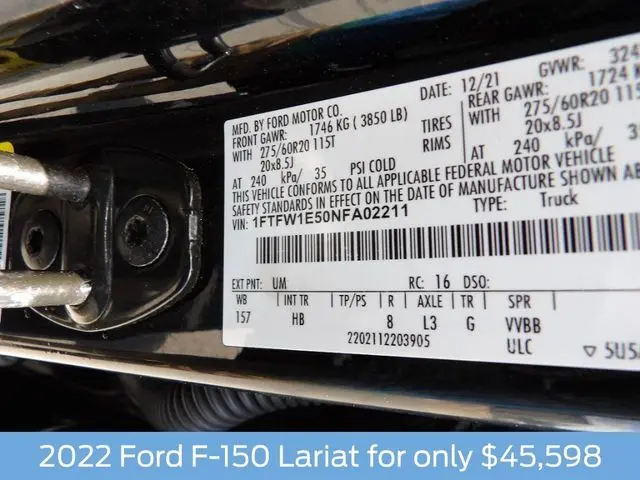 MFD. BY FORD MOTOR CO.
DATE: 12/21
GVWR: 324
FRONT GAWR: 1746 KG ( 3850 LB)
REAR GAWR: 1724 K
WITH 275/60R20 115T TIRES
WITH 275/60R20 115
20x8.5J RIMS
20x8.5J
AT 240 kPa/ 35 PSI COLD
AT 240 kPa/ 3
THIS VEHICLE CONFORMS TO ALL APPLICABLE FEDERAL MOTOR VEHICLE
SAFETY STANDARDS IN EFFECT ON THE DATE OF MANUFACTURE SHOWN AB
VIN: 1FTFW1E50NFA02211
TYPE: Truck
EXT PNT: UM RC: 16 DSO:
WB INT TR TP/PS R AXLE TR SPR
157 HB 8 L3 G VVBB
2202112203905 ULC
▽ 5U5A
2022 Ford F-150 Lariat for only $45,598